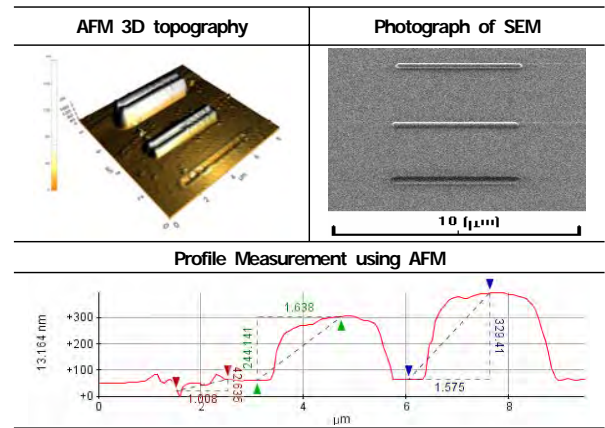 AFM 3D topography
Photograph of SEM
10 [μm]
Profile Measurement using AFM
13.164 nm
+300
+200
+100
+0
1.638
244.141
42.636
1.008
329.41
1.575
0
2
4
6
8
μm